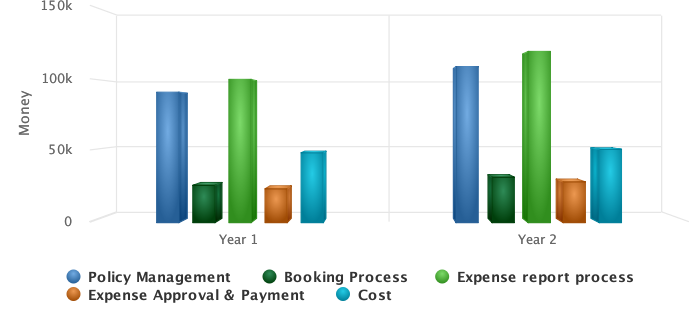 150k
100k
50k
0
Money
Year 1
Year 2
Policy Management
Booking Process
Expense report process
Expense Approval & Payment
Cost